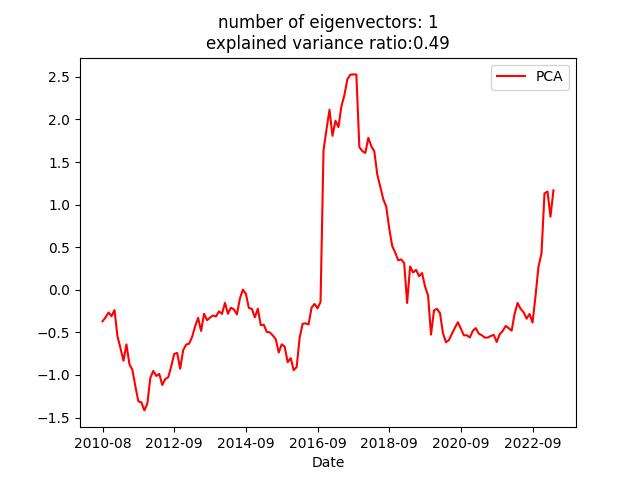 number of eigenvectors: 1
explained variance ratio:0.49
PCA
2.5
2.0
1.5
1.0
0.5
0.0
−0.5
−1.0
−1.5
2010-08 2012-09 2014-09 2016-09 2018-09 2020-09 2022-09
Date